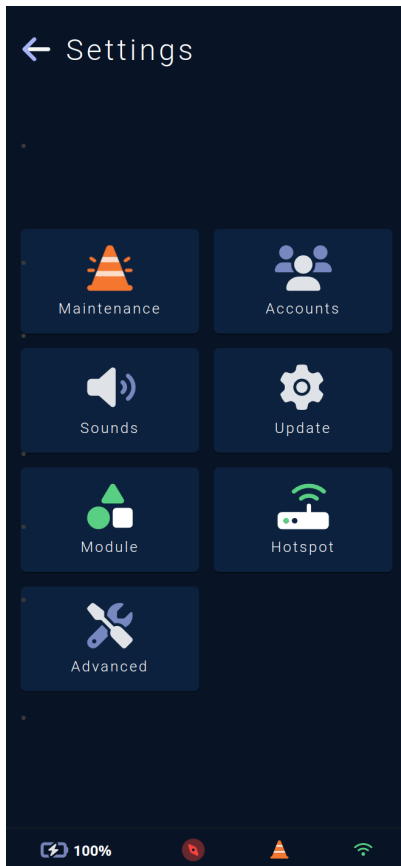 Settings
Maintenance
Accounts
Sounds
Update
Module
Hotspot
Advanced
100%